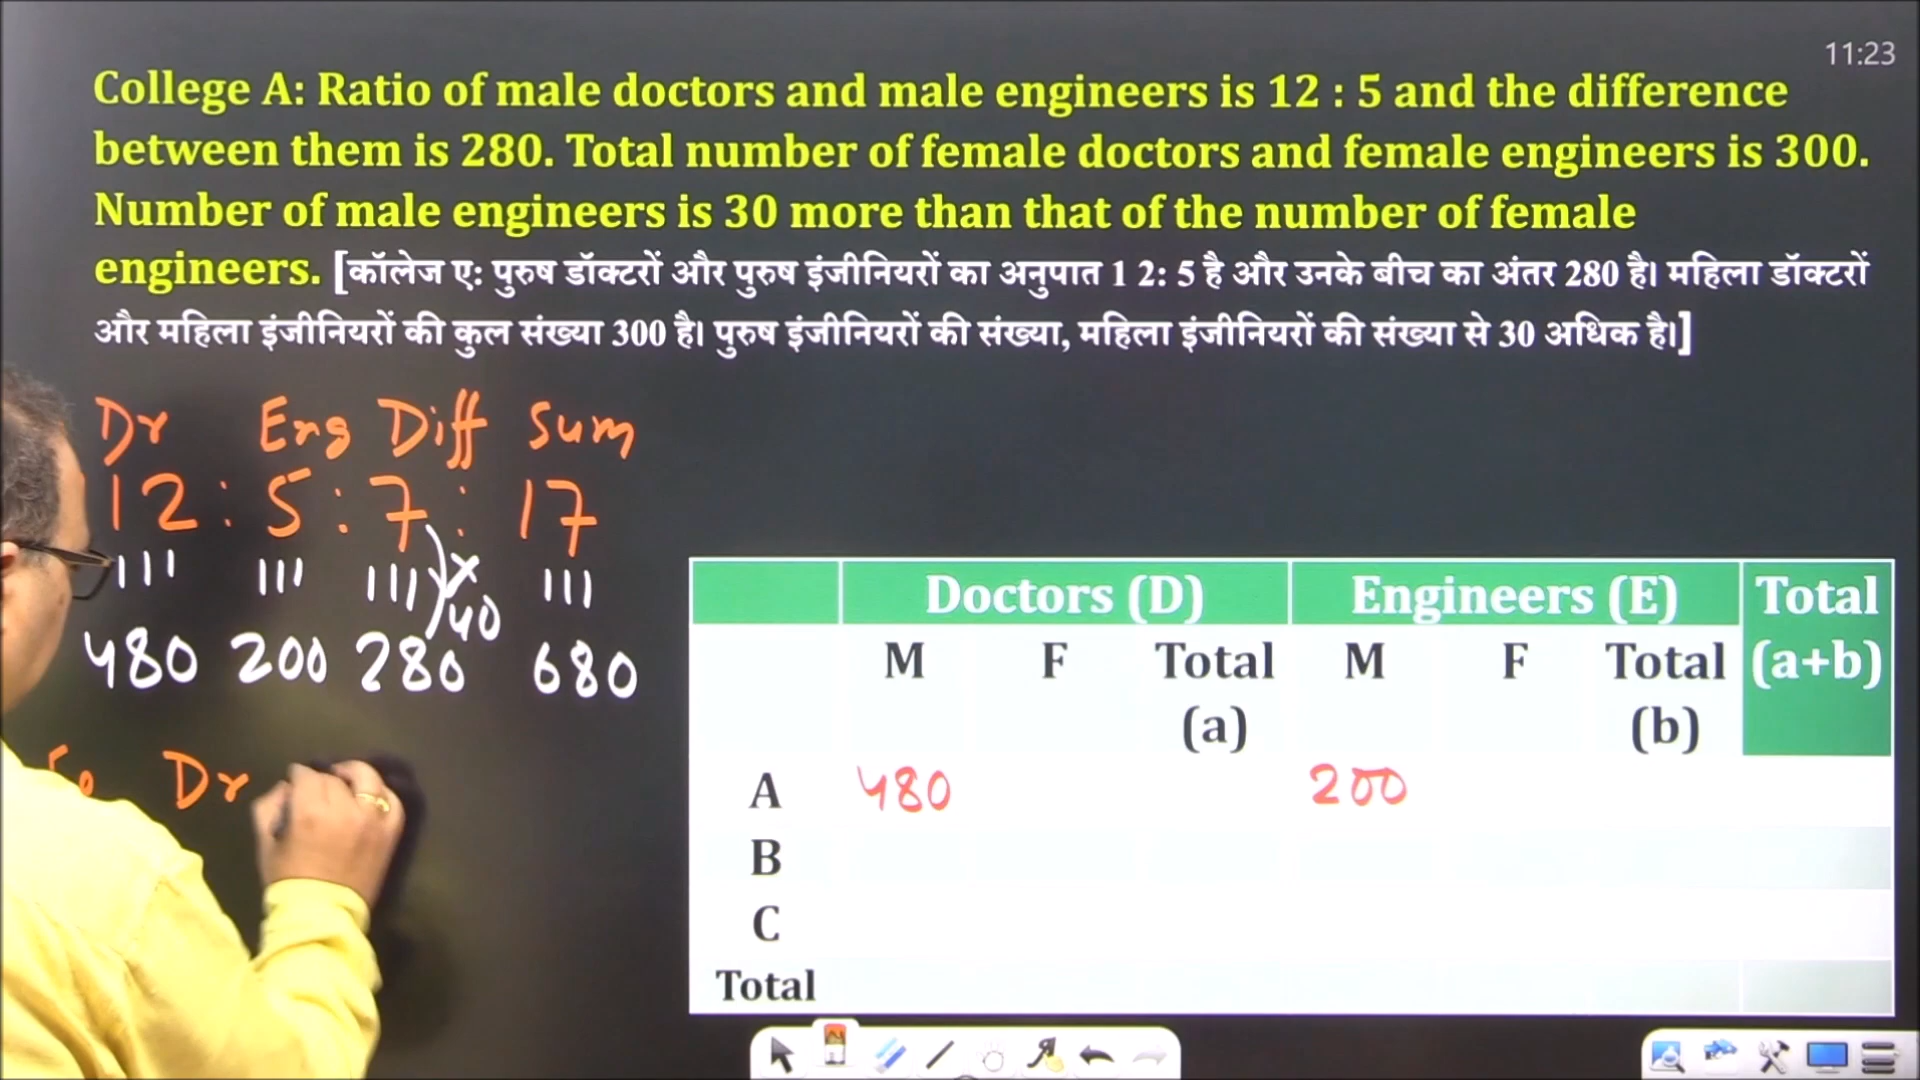 11:23
College A: Ratio of male doctors and male engineers is 12 : 5 and the difference
between them is 280. Total number of female doctors and female engineers is 300.
Number of male engineers is 30 more than that of the number of female
engineers. [कॉलेज ए: पुरुष डॉक्टरों और पुरुष इंजीनियरों का अनुपात 1 2: 5 है और उनके बीच का अंतर 280 है। महिला डॉक्टरों
और महिला इंजीनियरों की कुल संख्या 300 है। पुरुष इंजीनियरों की संख्या, महिला इंजीनियरों की संख्या से 30 अधिक है।]
Dr Eng Diff Sum
12 : 5 : 7 : 17
x
40
480 200 280 680
Dr
Doctors (D) Engineers (E) Total
M F Total M F Total (a+b)
(a) (b)
A 480 200
B
C
Total